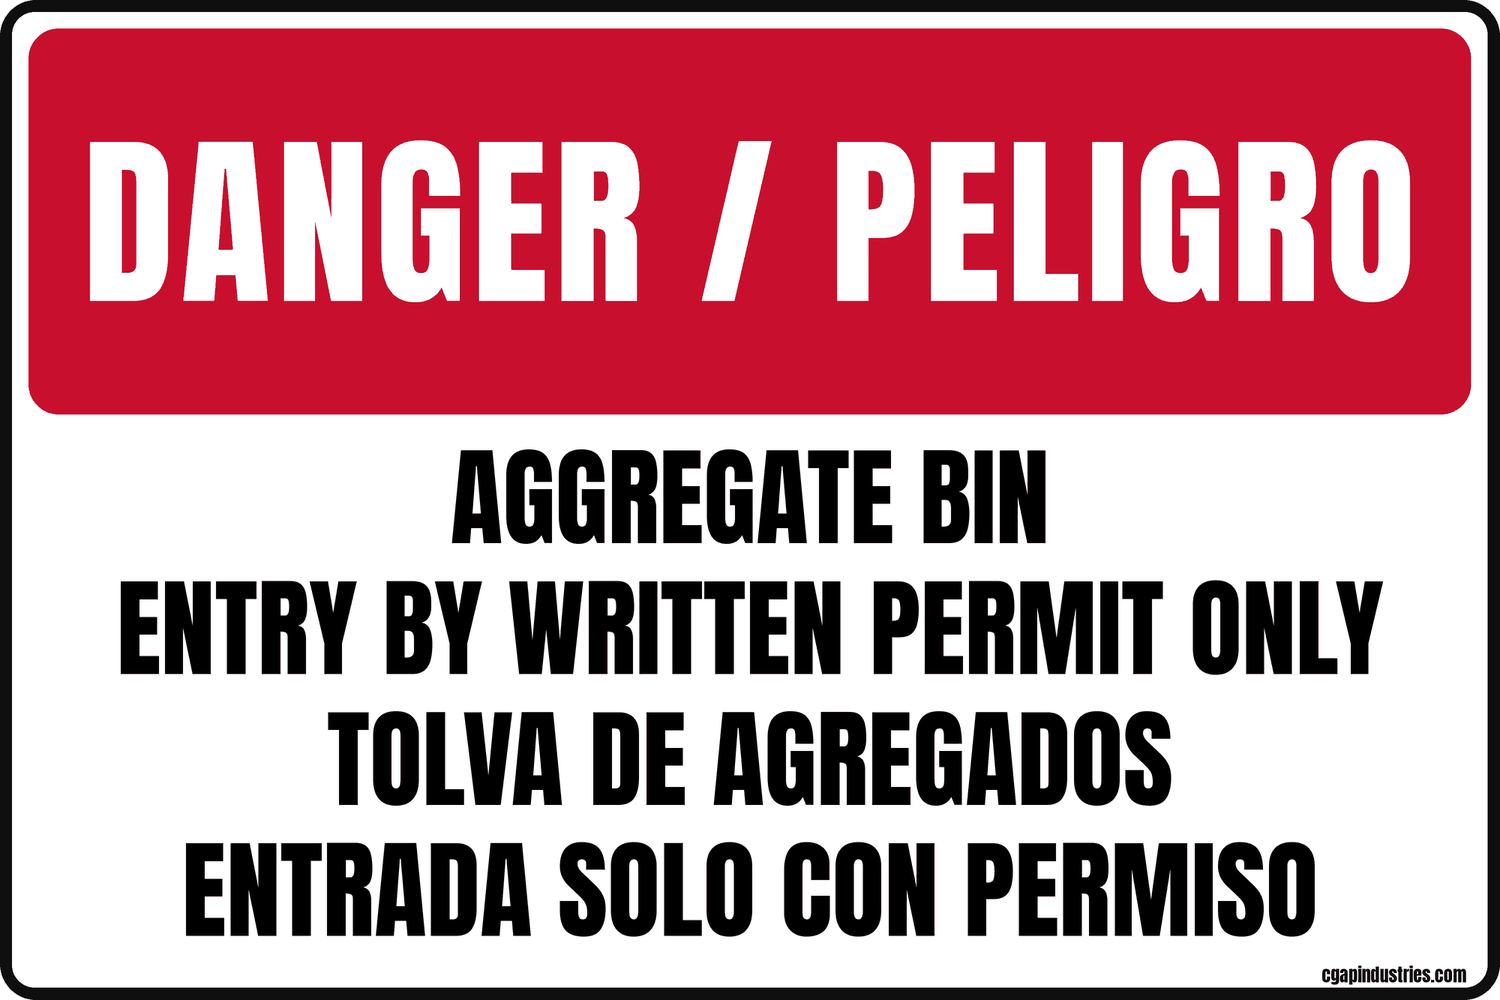 DANGER / PELIGRO
AGGREGATE BIN
ENTRY BY WRITTEN PERMIT ONLY
TOLVA DE AGREGADOS
ENTRADA SOLO CON PERMISO
cgapindustries.com